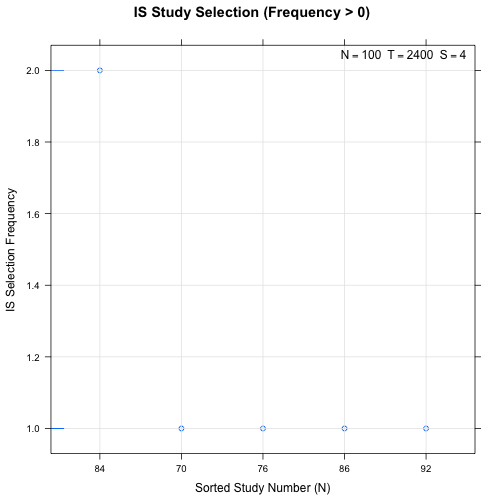 IS Study Selection (Frequency > 0)
N = 100 T = 2400 S = 4
2.0
1.8
1.6
1.4
1.2
1.0
IS Selection Frequency
84 70 76 86 92
Sorted Study Number (N)